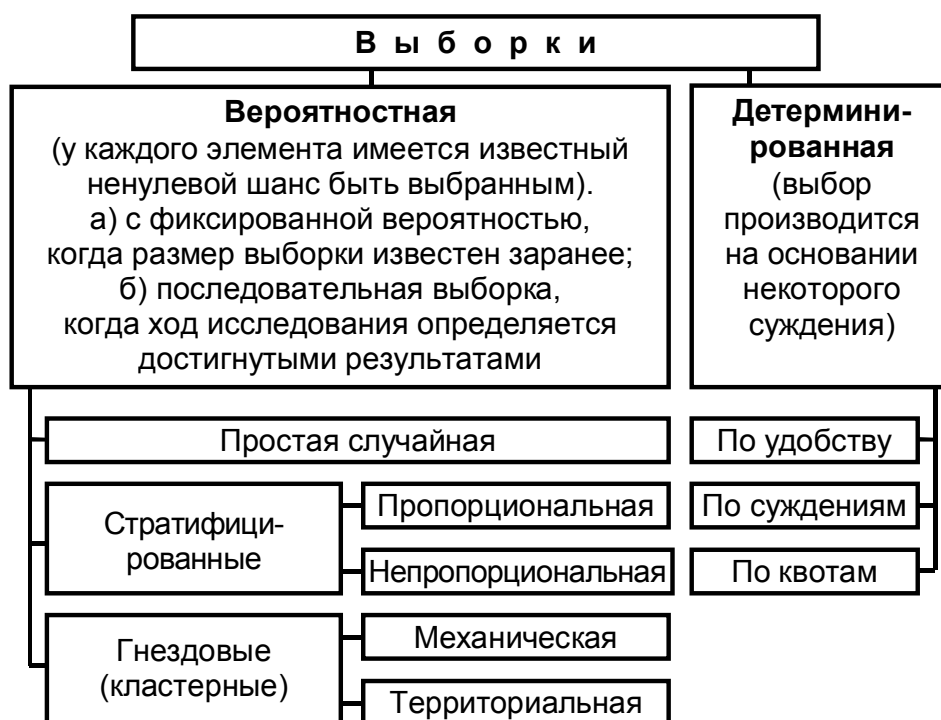 В ы б о р к и
Вероятностная
(у каждого элемента имеется известный
ненулевой шанс быть выбранным).
а) с фиксированной вероятностью,
когда размер выборки известен заранее;
б) последовательная выборка,
когда ход исследования определяется
достигнутыми результатами
Детермини-
рованная
(выбор
производится
на основании
некоторого
суждения)
Простая случайная
Стратифици-
рованные
Пропорциональная
Непропорциональная
Гнездовые
(кластерные)
Механическая
Территориальная
По удобству
По суждениям
По квотам